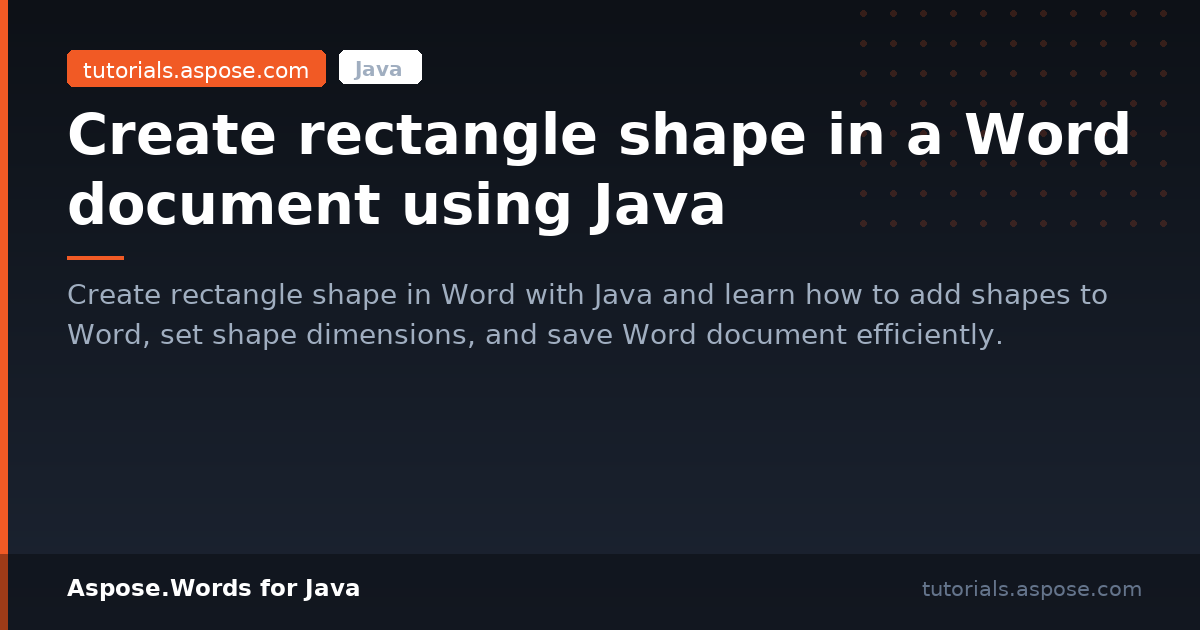 tutorials.aspose.com
Java
Create rectangle shape in a Word
document using Java
Create rectangle shape in Word with Java and learn how to add shapes to
Word, set shape dimensions, and save Word document efficiently.
Aspose.Words for Java
tutorials.aspose.com